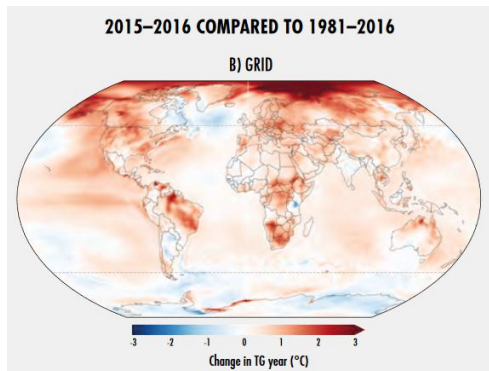 2015–2016 COMPARED TO 1981–2016
B) GRID
-3 -2 -1 0 1 2 3
Change in TG year (°C)